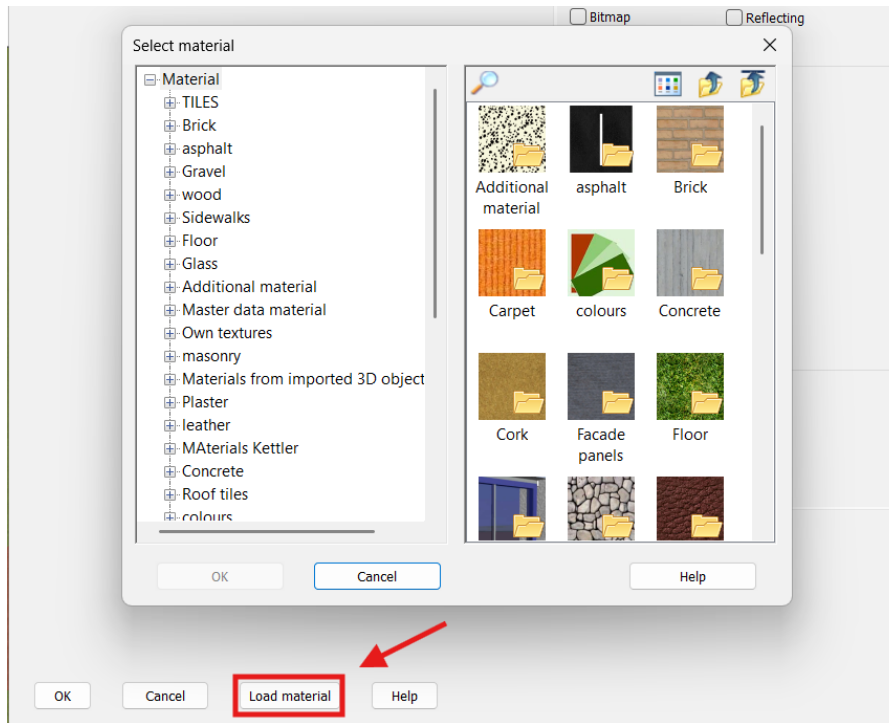 Bitmap
Reflecting
Select material
Material
TILES
Brick
asphalt
Gravel
wood
Sidewalks
Floor
Glass
Additional material
Master data material
Own textures
masonry
Materials from imported 3D object
Plaster
leather
MAterials Kettler
Concrete
Roof tiles
colours
Additional
material
asphalt
Brick
Carpet
colours
Concrete
Cork
Facade
panels
Floor
OK
Cancel
Help
OK
Cancel
Load material
Help